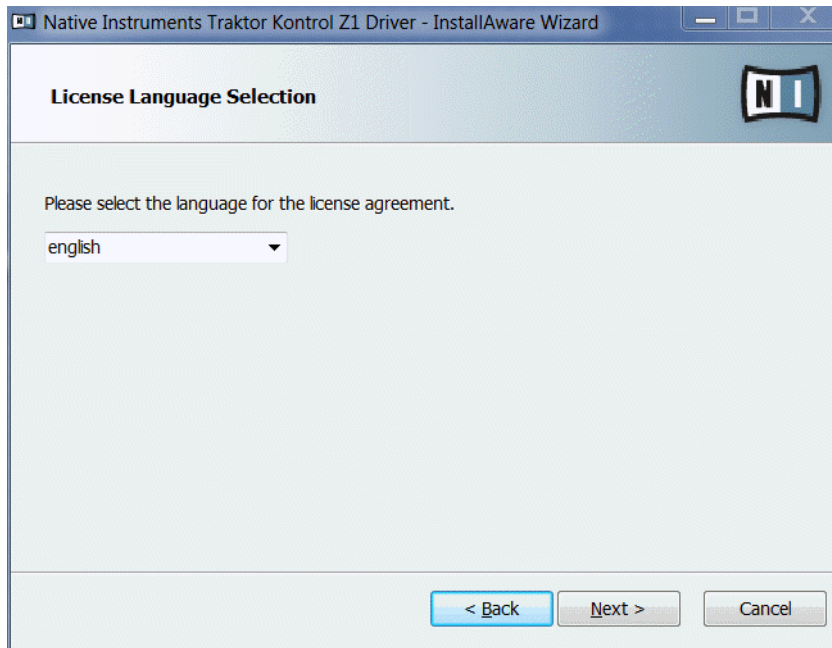 Native Instruments Traktor Kontrol Z1 Driver - InstallAware Wizard
License Language Selection
N I
Please select the language for the license agreement.
english
< Back Next > Cancel